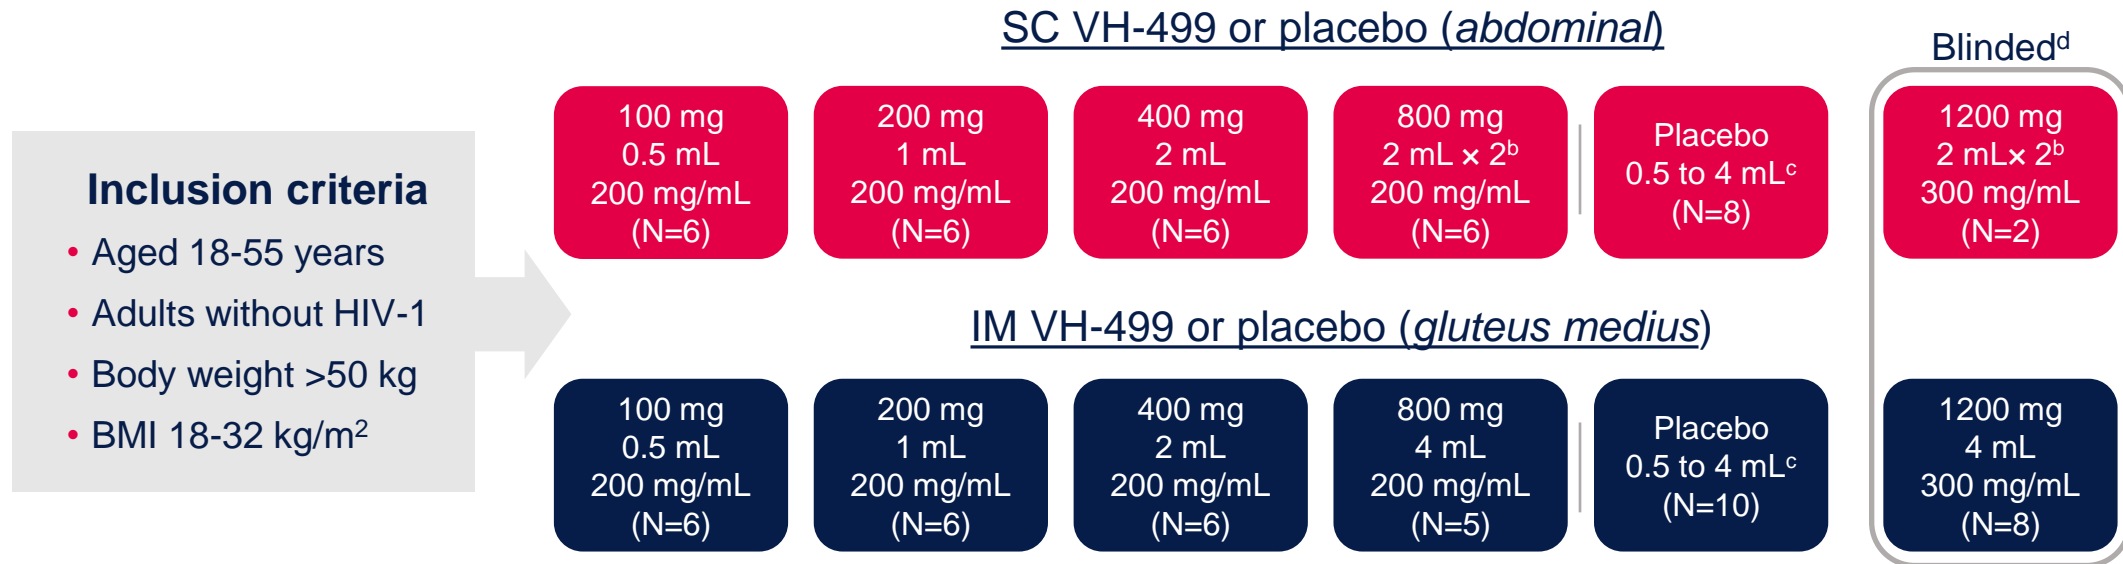 SC VH-499 or placebo (abdominal)
Blindedᵈ
Inclusion criteria
• Aged 18-55 years
• Adults without HIV-1
• Body weight >50 kg
• BMI 18-32 kg/m²
100 mg
0.5 mL
200 mg/mL
(N=6)
200 mg
1 mL
200 mg/mL
(N=6)
400 mg
2 mL
200 mg/mL
(N=6)
800 mg
2 mL × 2ᵇ
200 mg/mL
(N=6)
Placebo
0.5 to 4 mLᶜ
(N=8)
1200 mg
2 mL× 2ᵇ
300 mg/mL
(N=2)
IM VH-499 or placebo (gluteus medius)
100 mg
0.5 mL
200 mg/mL
(N=6)
200 mg
1 mL
200 mg/mL
(N=6)
400 mg
2 mL
200 mg/mL
(N=6)
800 mg
4 mL
200 mg/mL
(N=5)
Placebo
0.5 to 4 mLᶜ
(N=10)
1200 mg
4 mL
300 mg/mL
(N=8)